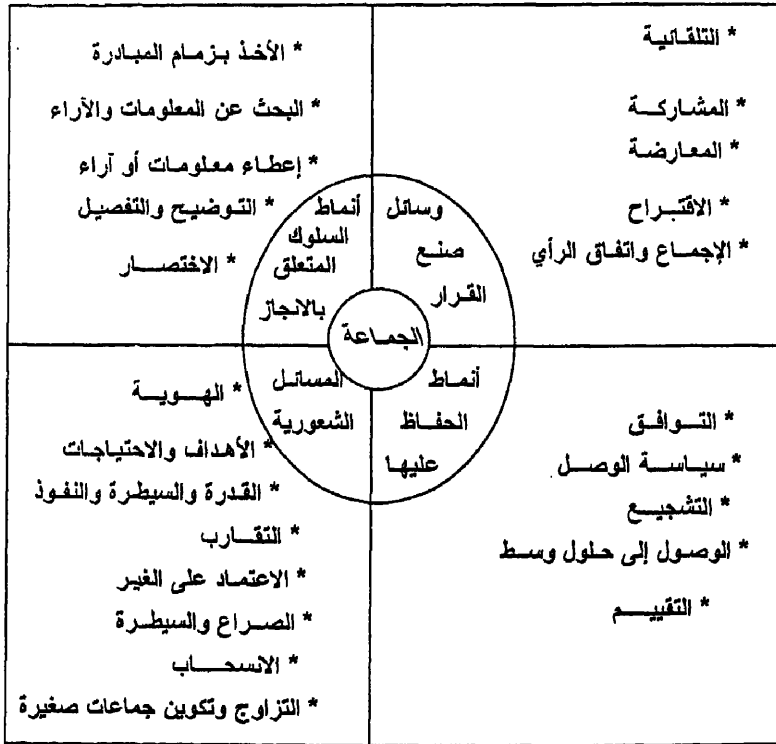 * التلقائية
* المشاركة
* المعارضة
* الاقتراح
* الإجماع واتفاق الرأي
وسائل
صنع
القرار
* الأخذ بزمام المبادرة
* البحث عن المعلومات والآراء
* إعطاء معلومات أو آراء
* التوضيح والتفصيل
* الاختصار
أنماط
السلوك
المتعلق
بالانجاز
الجماعة
أنماط
الحفاظ
عليها
* التوافق
* سياسة الوصل
* التشجيع
* الوصول إلى حلول وسط
* التقييم
المسائل
الشعورية
* الهوية
* الأهداف والاحتياجات
* القدرة والسيطرة والنفوذ
* التقارب
* الاعتماد على الغير
* الصراع والسيطرة
* الانسحاب
* التزاوج وتكوين جماعات صغيرة